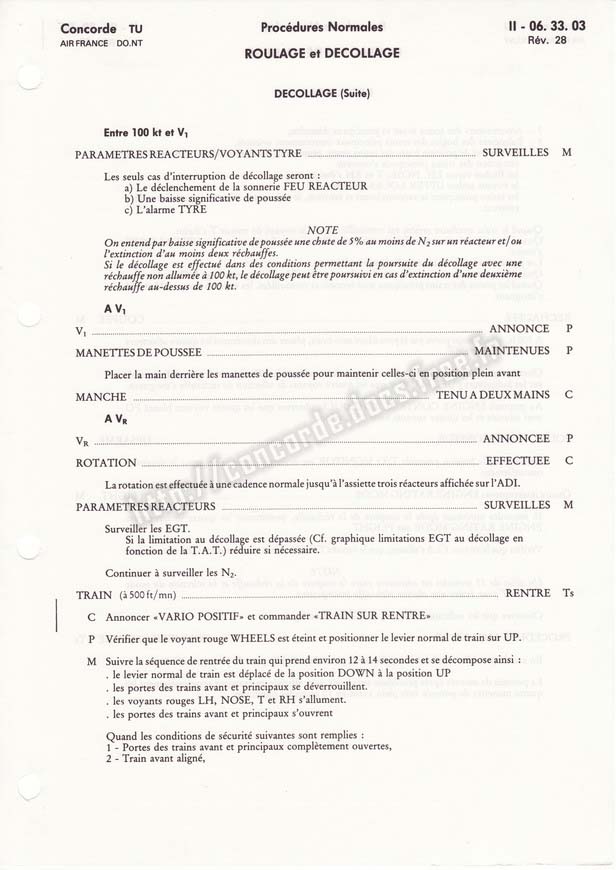 Concorde TU
Procédures Normales
II - 06. 33. 03
AIR FRANCE DO.NT
Rév. 28
ROULAGE et DECOLLAGE
DECOLLAGE (Suite)
Entre 100 kt et V1
PARAMETRES REACTEURS/VOYANTS TYRE ........ SURVEILLES M
Les seuls cas d'interruption de décollage seront :
a) Le déclenchement de la sonnerie FEU REACTEUR
b) Une baisse significative de poussée
c) L'alarme TYRE
NOTE
On entend par baisse significative de poussée une chute de 5% au moins de N2 sur un réacteur et/ou
l'extinction d'au moins deux réchauffes.
Si le décollage est effectué dans des conditions permettant la poursuite du décollage avec une
réchauffe non allumée à 100 kt, le décollage peut être poursuivi en cas d'extinction d'une deuxième
réchauffe au-dessus de 100 kt.
A V1
V1 ........ ANNONCE P
MANETTES DE POUSSEE ........ MAINTENUES P
Placer la main derrière les manettes de poussée pour maintenir celles-ci en position plein avant
MANCHE ........ TENU A DEUX MAINS C
A VR
VR ........ ANNONCEE P
ROTATION ........ EFFECTUEE C
La rotation est effectuée à une cadence normale jusqu'à l'assiette trois réacteurs affichée sur l'ADI.
PARAMETRES REACTEURS ........ SURVEILLES M
Surveiller les EGT.
Si la limitation au décollage est dépassée (Cf. graphique limitations EGT au décollage en
fonction de la T.A.T.) réduire si nécessaire.
Continuer à surveiller les N2.
TRAIN (à 500 ft/mn) ........ RENTRE Ts
C Annoncer «VARIO POSITIF» et commander «TRAIN SUR RENTRE»
P Vérifier que le voyant rouge WHEELS est éteint et positionner le levier normal de train sur UP.
M Suivre la séquence de rentrée du train qui prend environ 12 à 14 secondes et se décompose ainsi :
. le levier normal de train est déplacé de la position DOWN à la position UP
. les portes des trains avant et principaux se déverrouillent.
. les voyants rouges LH, NOSE, T et RH s'allument.
. les portes des trains avant et principaux s'ouvrent
Quand les conditions de sécurité suivantes sont remplies :
1 - Portes des trains avant et principaux complètement ouvertes,
2 - Train avant aligné,
http://concorde.docs.free.fr